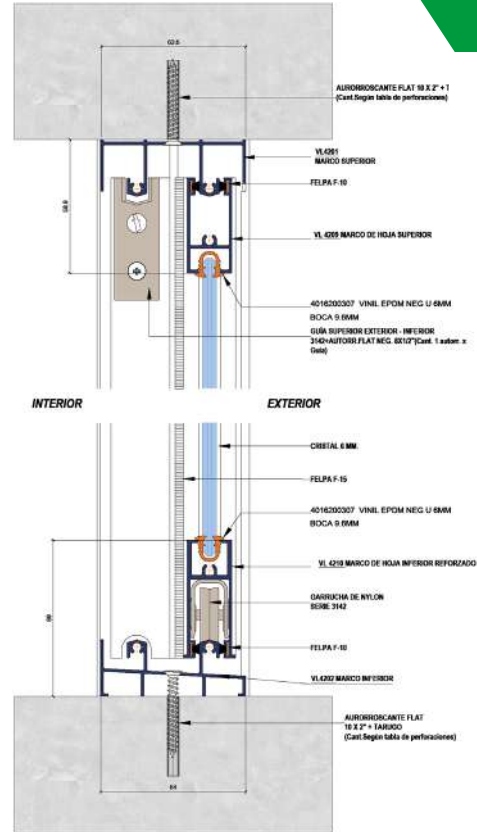 62.6
AURORROSCANTE FLAT 10 X 2" + T
(Cant.Según tabla de perforaciones)
VL4201
MARCO SUPERIOR
FELPA F-10
VL 4209 MARCO DE HOJA SUPERIOR
4016200307 VINIL EPDM NEG U 6MM
BOCA 9.6MM
GUÍA SUPERIOR EXTERIOR - INFERIOR
3142+AUTORR.FLAT NEG. 8X1/2"(Cant. 1 autorr. x
Guía)
INTERIOR
EXTERIOR
CRISTAL 6 MM.
FELPA F-15
4016200307 VINIL EPDM NEG U 6MM
BOCA 9.6MM
VL 4210 MARCO DE HOJA INFERIOR REFORZADO
GARRUCHA DE NYLON
SERIE 3142
FELPA F-10
VL4202 MARCO INFERIOR
AURORROSCANTE FLAT
10 X 2" + TARUGO
(Cant.Según tabla de perforaciones)
64